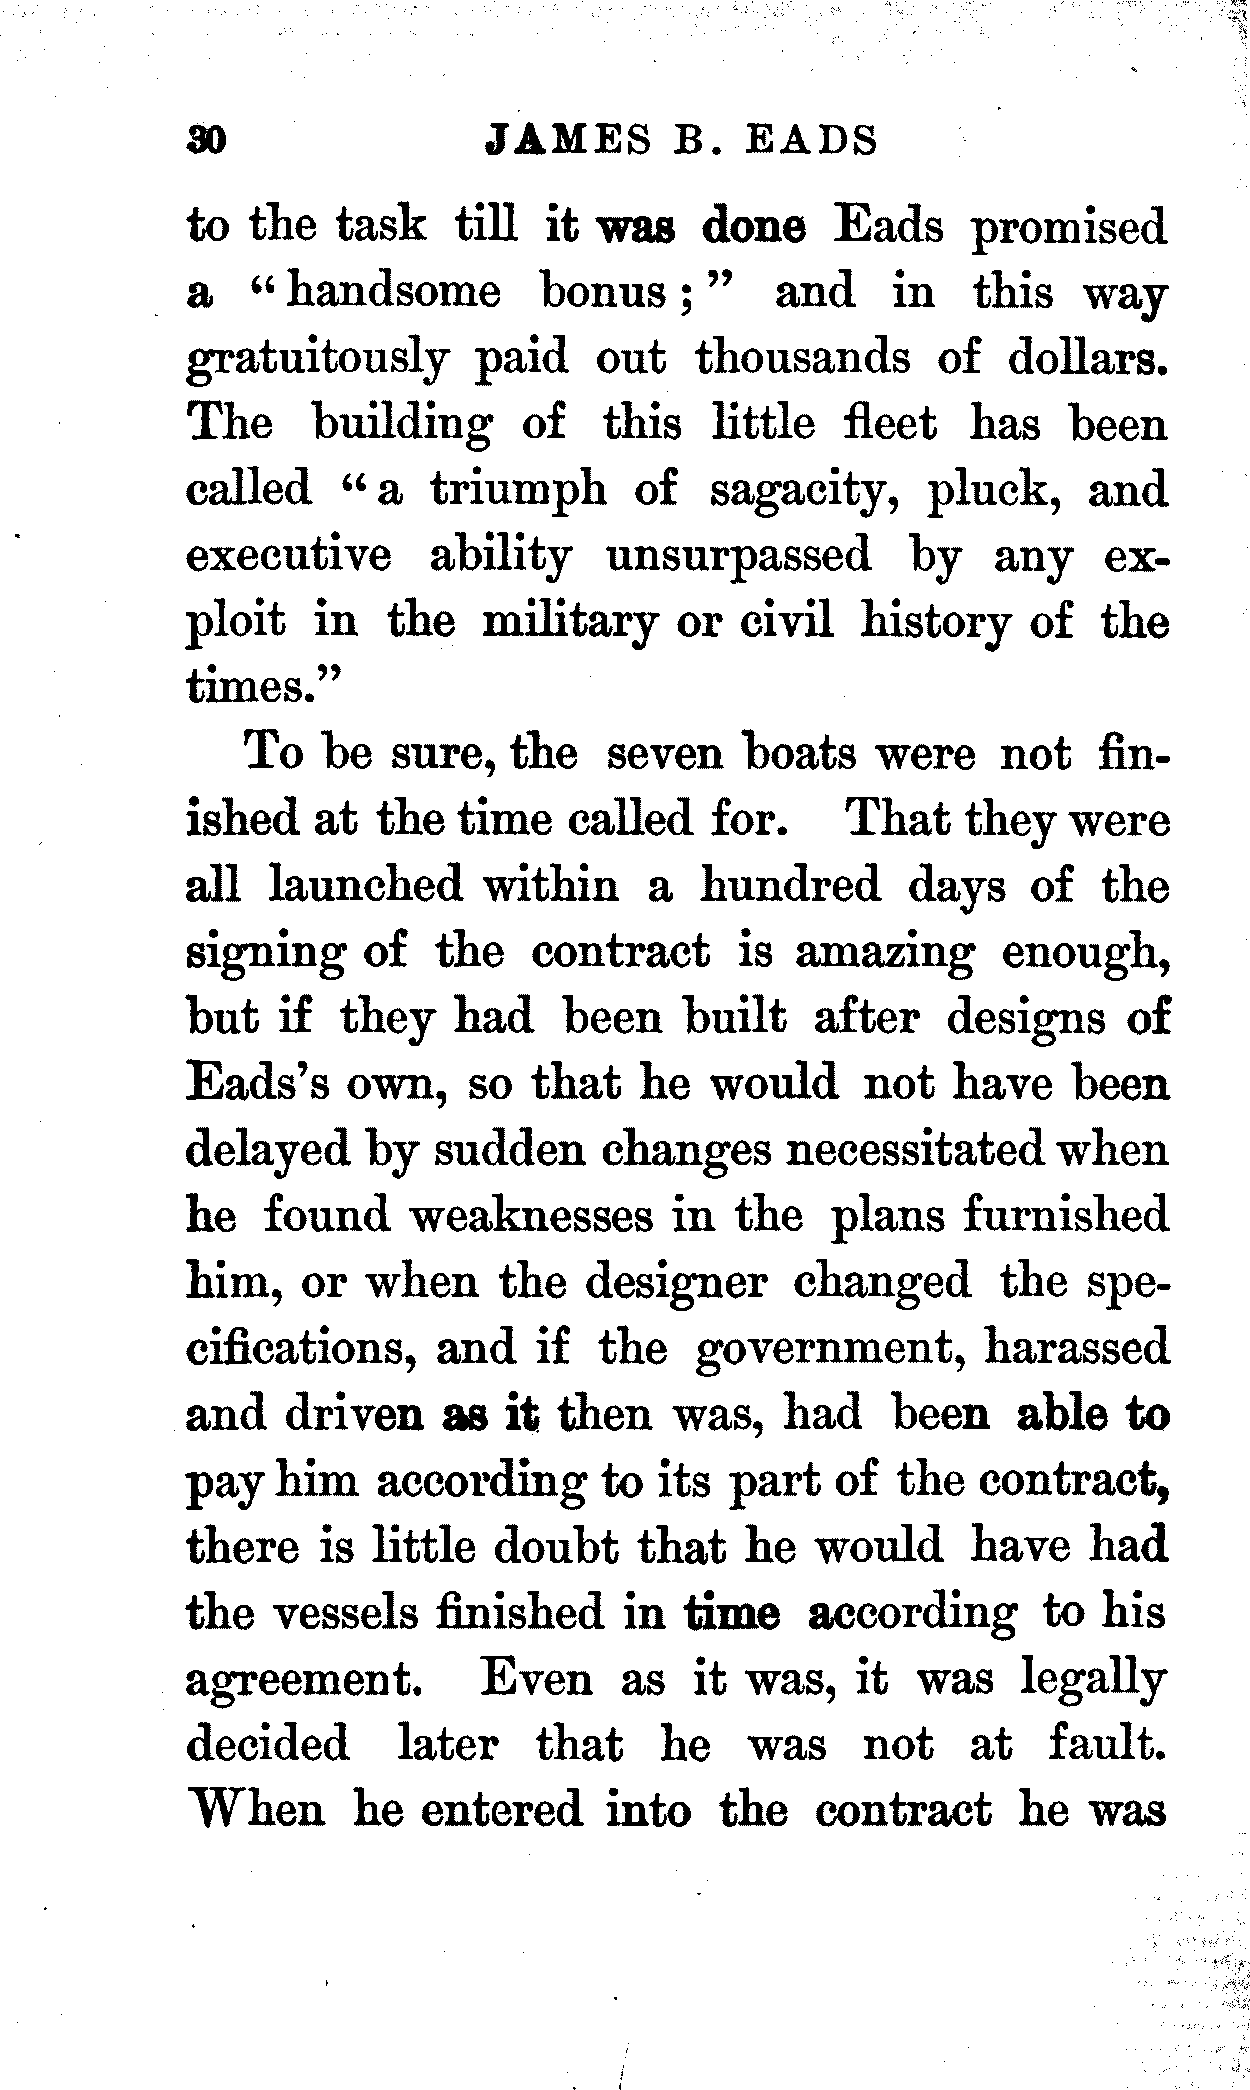 30 JAMES B. EADS
to the task till it was done Eads promised
a “ handsome bonus ; ” and in this way
gratuitously paid out thousands of dollars.
The building of this little fleet has been
called “ a triumph of sagacity, pluck, and
executive ability unsurpassed by any ex-
ploit in the military or civil history of the
times.”
To be sure, the seven boats were not fin-
ished at the time called for. That they were
all launched within a hundred days of the
signing of the contract is amazing enough,
but if they had been built after designs of
Eads’s own, so that he would not have been
delayed by sudden changes necessitated when
he found weaknesses in the plans furnished
him, or when the designer changed the spe-
cifications, and if the government, harassed
and driven as it then was, had been able to
pay him according to its part of the contract,
there is little doubt that he would have had
the vessels finished in time according to his
agreement. Even as it was, it was legally
decided later that he was not at fault.
When he entered into the contract he was